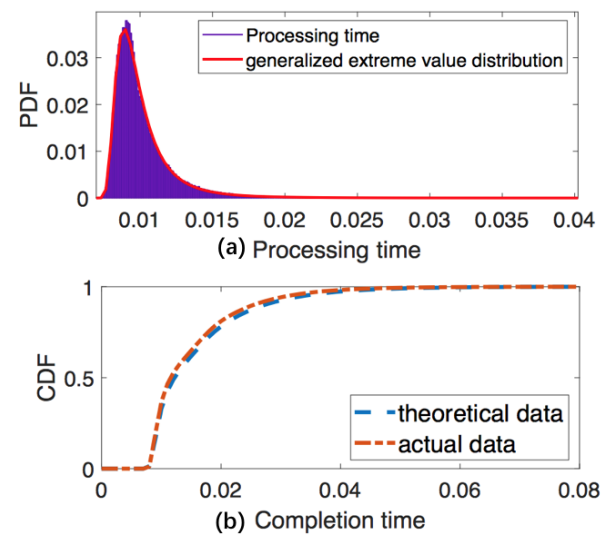 Processing time
generalized extreme value distribution
PDF
0.03
0.02
0.01
0
0.01 0.015 0.02 0.025 0.03 0.035 0.04
(a) Processing time
CDF
1
0.5
0
theoretical data
actual data
0 0.02 0.04 0.06 0.08
(b) Completion time